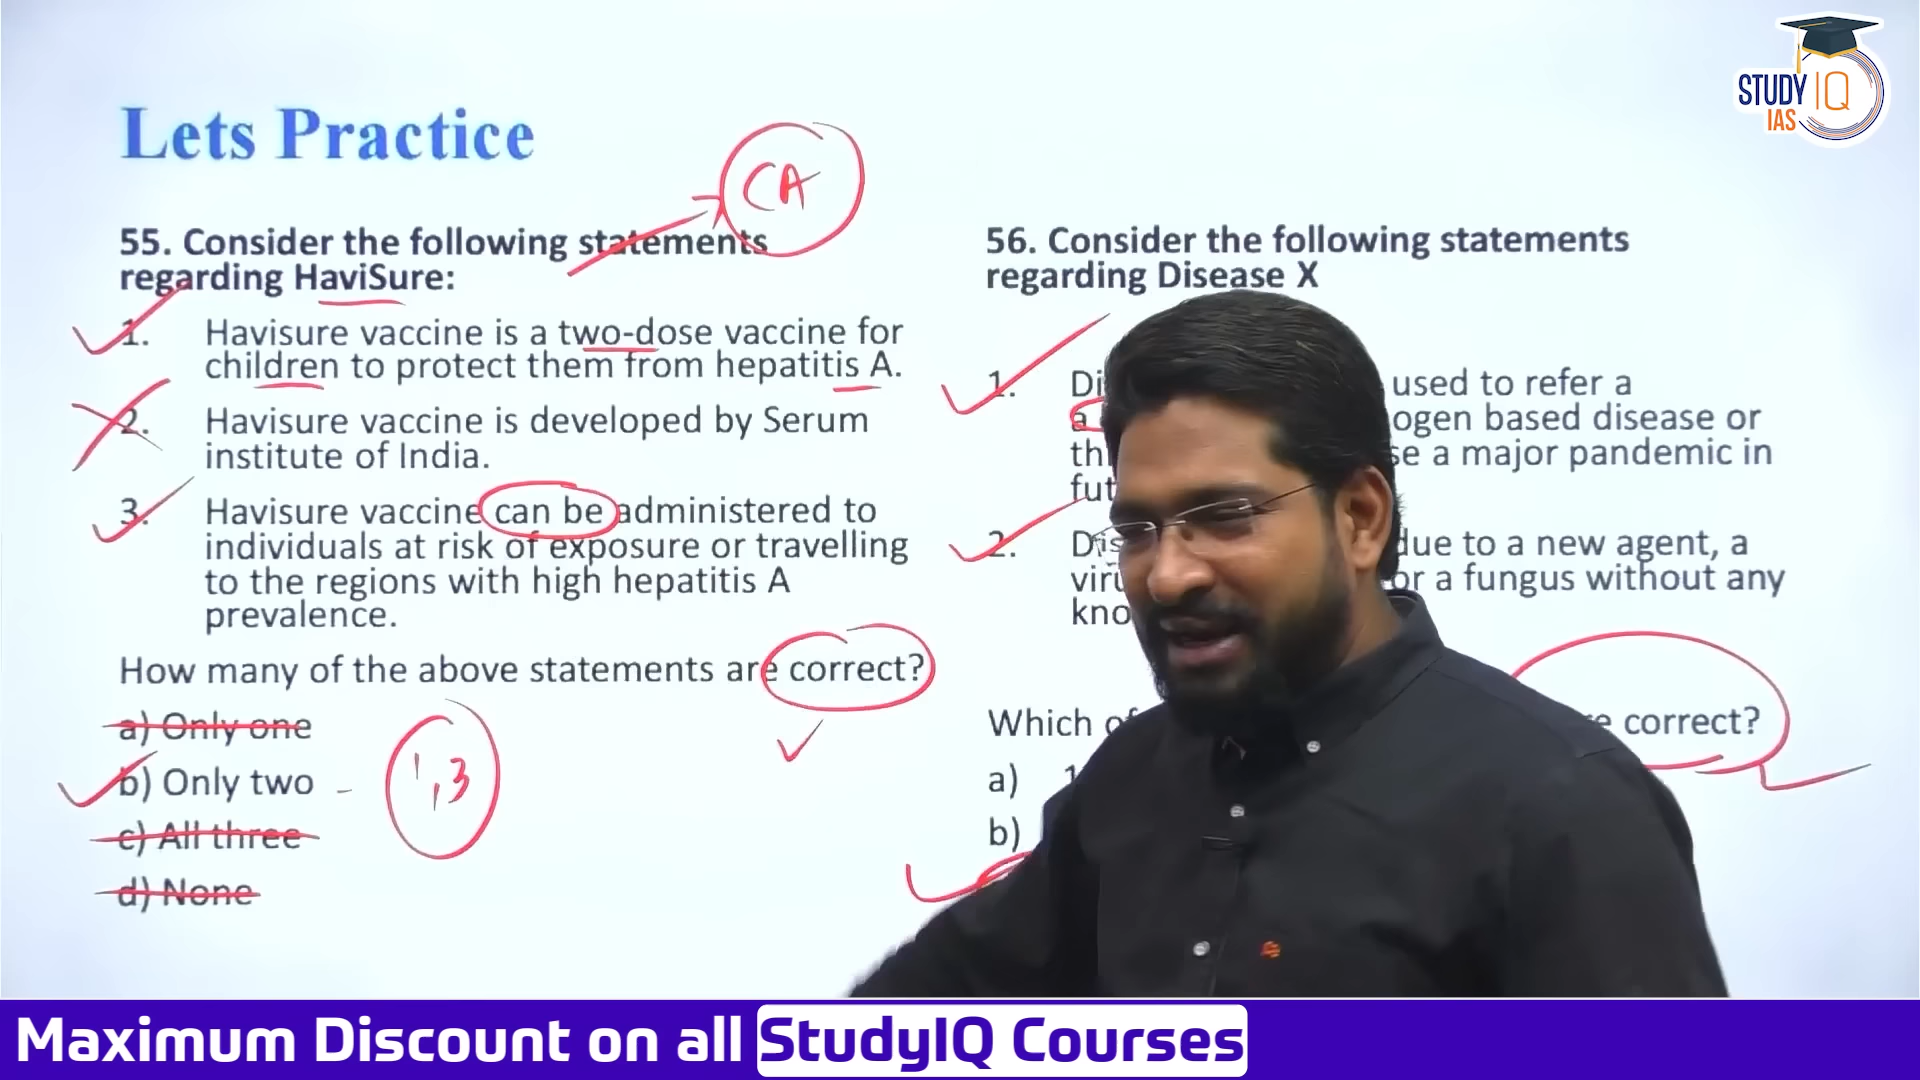 STUDY IQ
IAS
Lets Practice
CA
55. Consider the following statements
regarding HaviSure:
1. Havisure vaccine is a two-dose vaccine for
children to protect them from hepatitis A.
2. Havisure vaccine is developed by Serum
institute of India.
3. Havisure vaccine can be administered to
individuals at risk of exposure or travelling
to the regions with high hepatitis A
prevalence.
How many of the above statements are correct?
a) Only one
b) Only two - 1,3
c) All three
d) None
56. Consider the following statements
regarding Disease X
1. used to refer a
a based disease or
a major pandemic in
2. due to a new agent, a
or a fungus without any
Which correct?
a)
b)
Maximum Discount on all StudyIQ Courses